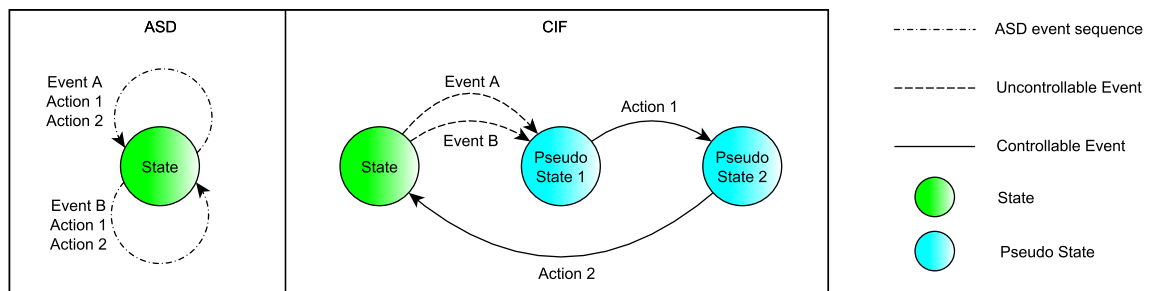 ASD
Event A
Action 1
Action 2
State
Event B
Action 1
Action 2
CIF
Event A
Event B
State
Pseudo
State 1
Action 1
Pseudo
State 2
Action 2
ASD event sequence
Uncontrollable Event
Controllable Event
State
Pseudo State